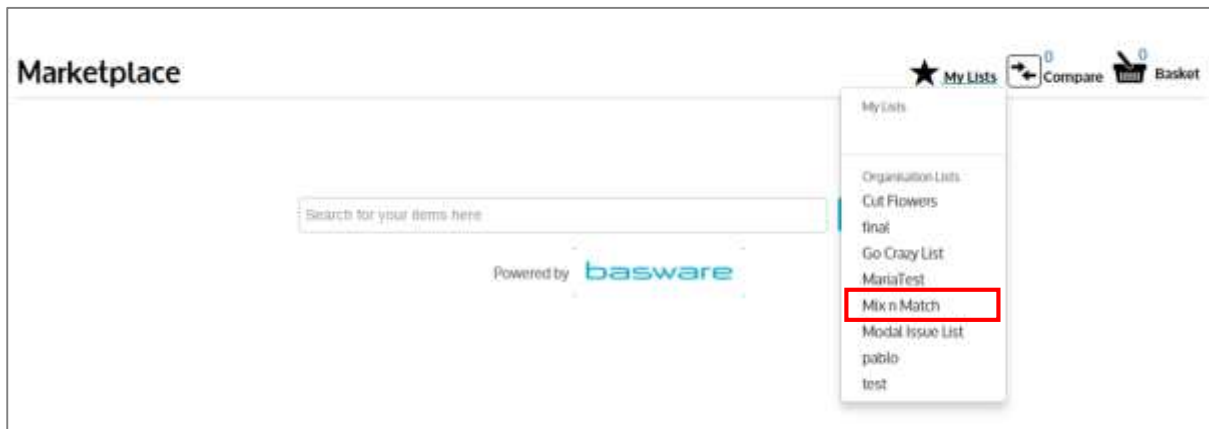 Marketplace
My Lists
0
Compare
0
Basket
My Lists
Organisation Lists
Cut Flowers
final
Go Crazy List
MariaTest
Mix n Match
Modal Issue List
pablo
test
Search for your items here
Powered by basware